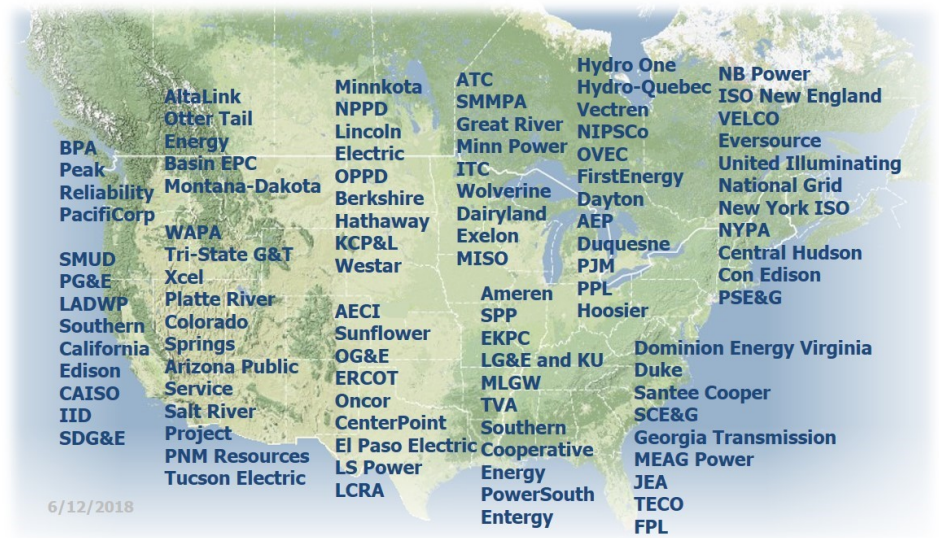 BPA
Peak
Reliability
PacifiCorp
SMUD
PG&E
LADWP
Southern
California
Edison
CAISO
IID
SDG&E
AltaLink
Otter Tail
Energy
Basin EPC
Montana-Dakota
WAPA
Tri-State G&T
Xcel
Platte River
Colorado
Springs
Arizona Public
Service
Salt River
Project
PNM Resources
Tucson Electric
Minnkota
NPPD
Lincoln
Electric
OPPD
Berkshire
Hathaway
KCP&L
Westar
AECI
Sunflower
OG&E
ERCOT
Oncor
CenterPoint
El Paso Electric
LS Power
LCRA
ATC
SMMPA
Great River
Minn Power
ITC
Wolverine
Dairyland
Exelon
MISO
Ameren
SPP
EKPC
LG&E and KU
MLGW
TVA
Southern
Cooperative
Energy
PowerSouth
Entergy
Hydro One
Hydro-Quebec
Vectren
NIPSCo
OVEC
FirstEnergy
Dayton
AEP
Duquesne
PJM
PPL
Hoosier
NB Power
ISO New England
VELCO
Eversource
United Illuminating
National Grid
New York ISO
NYPA
Central Hudson
Con Edison
PSE&G
Dominion Energy Virginia
Duke
Santee Cooper
SCE&G
Georgia Transmission
MEAG Power
JEA
TECO
FPL
6/12/2018